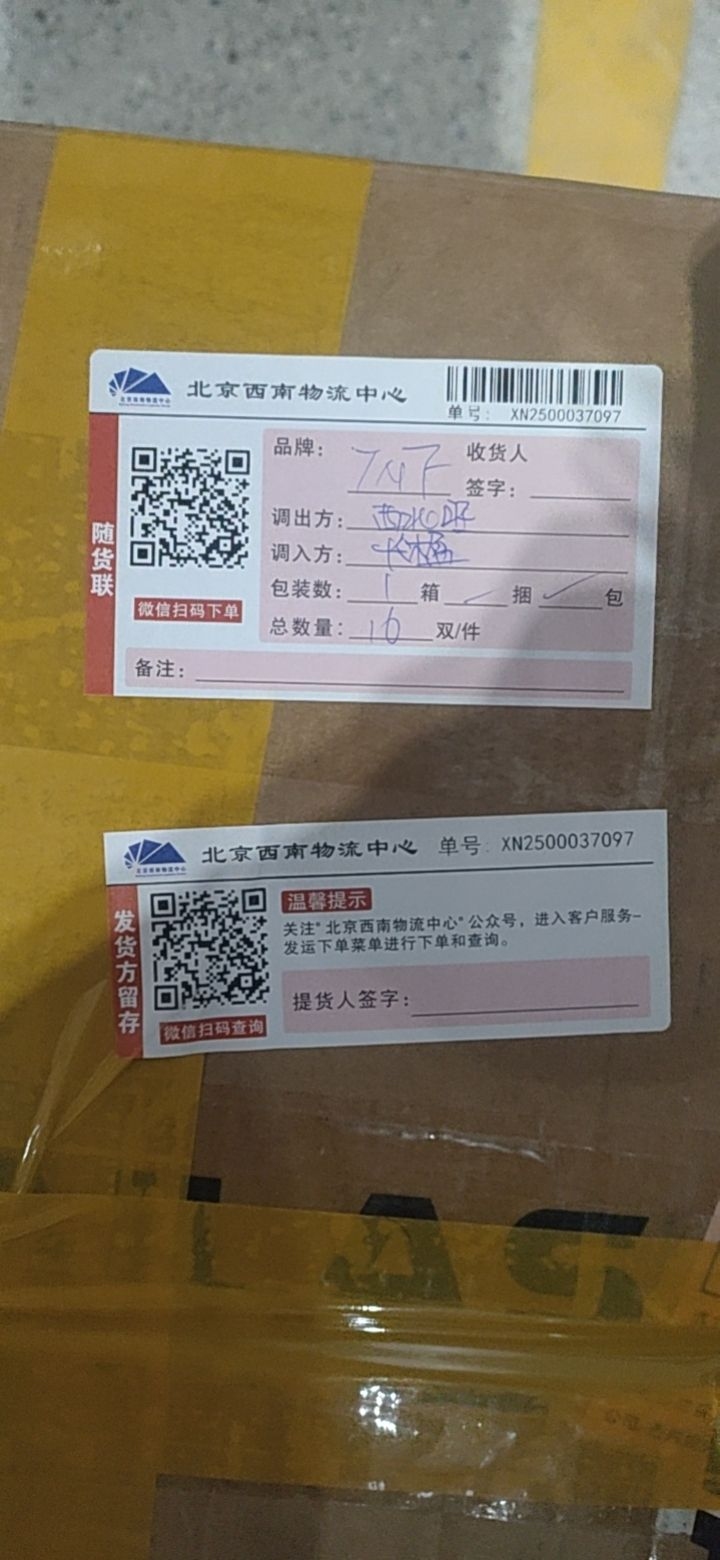 北京西南物流中心
单号: XN2500037097
随货联
微信扫码下单
品牌: TNF
收货人
签字:
调出方:
调入方:
包装数: 1 箱 捆 包
总数量: 16 双/件
备注:
北京西南物流中心 单号: XN2500037097
发货方留存
微信扫码查询
温馨提示
关注"北京西南物流中心"公众号,进入客户服务-
发运下单菜单进行下单和查询。
提货人签字: